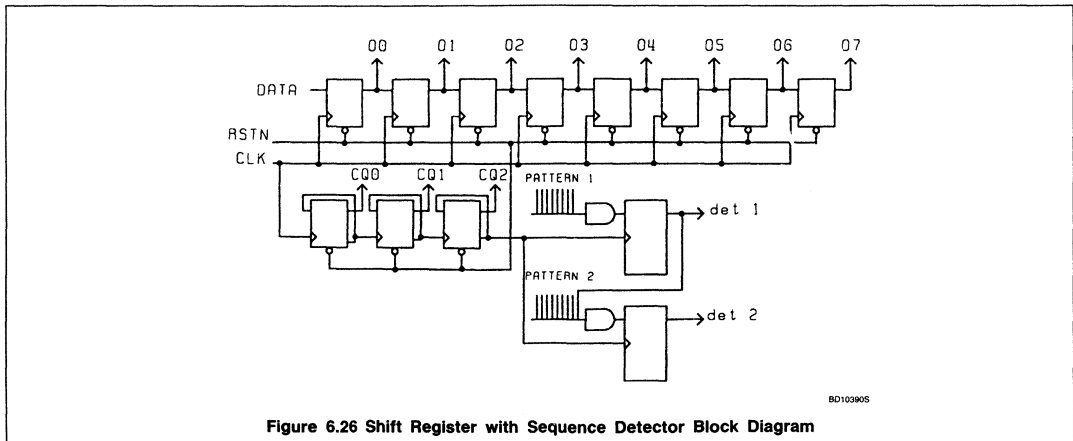 O0 O1 O2 O3 O4 O5 O6 O7
DATA
RSTN
CLK
CQ0 CQ1 CQ2
PATTERN 1
det 1
PATTERN 2
det 2
BD10390S
Figure 6.26 Shift Register with Sequence Detector Block Diagram